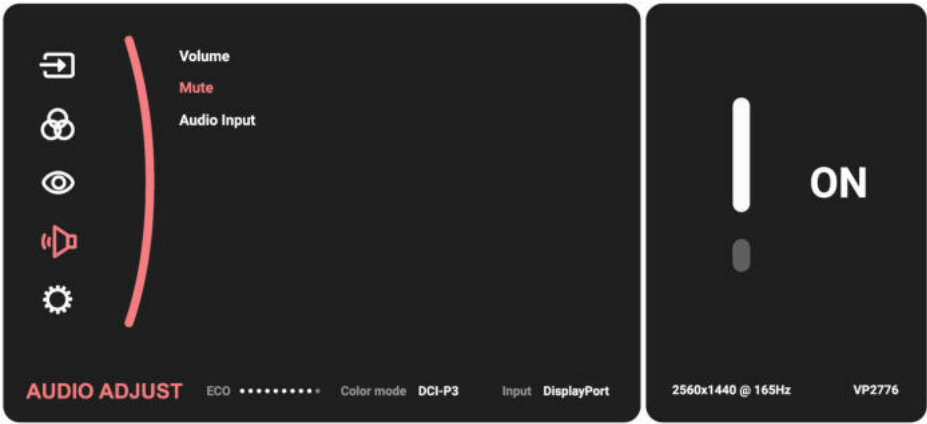 Volume
Mute
Audio Input
ON
AUDIO ADJUST ECO Color mode DCI-P3 Input DisplayPort
2560x1440 @ 165Hz VP2776